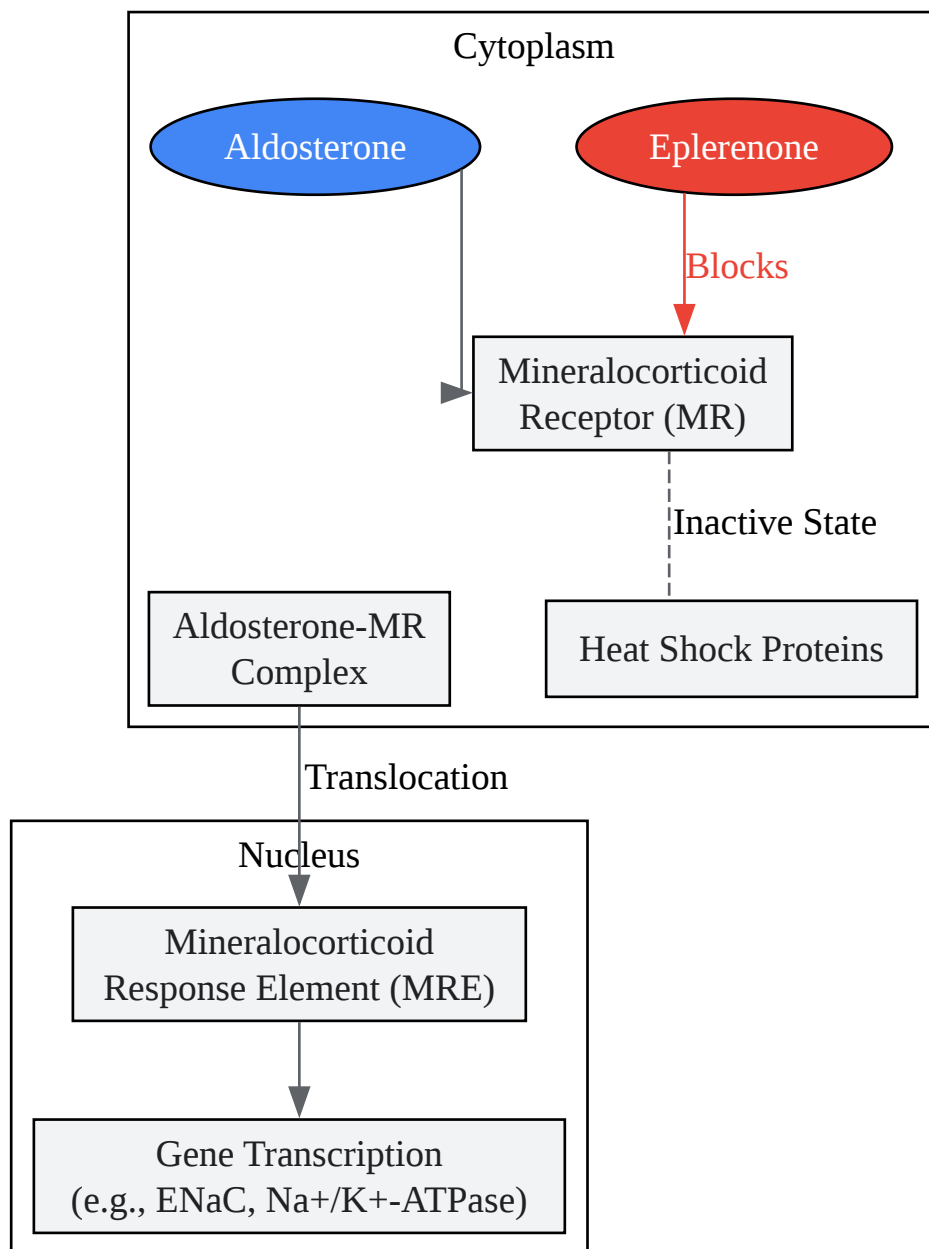 Cytoplasm
Aldosterone
Eplerenone
Blocks
Mineralocorticoid
Receptor (MR)
Inactive State
Aldosterone-MR
Complex
Heat Shock Proteins
Translocation
Nucleus
Mineralocorticoid
Response Element (MRE)
Gene Transcription
(e.g., ENaC, Na+/K+-ATPase)